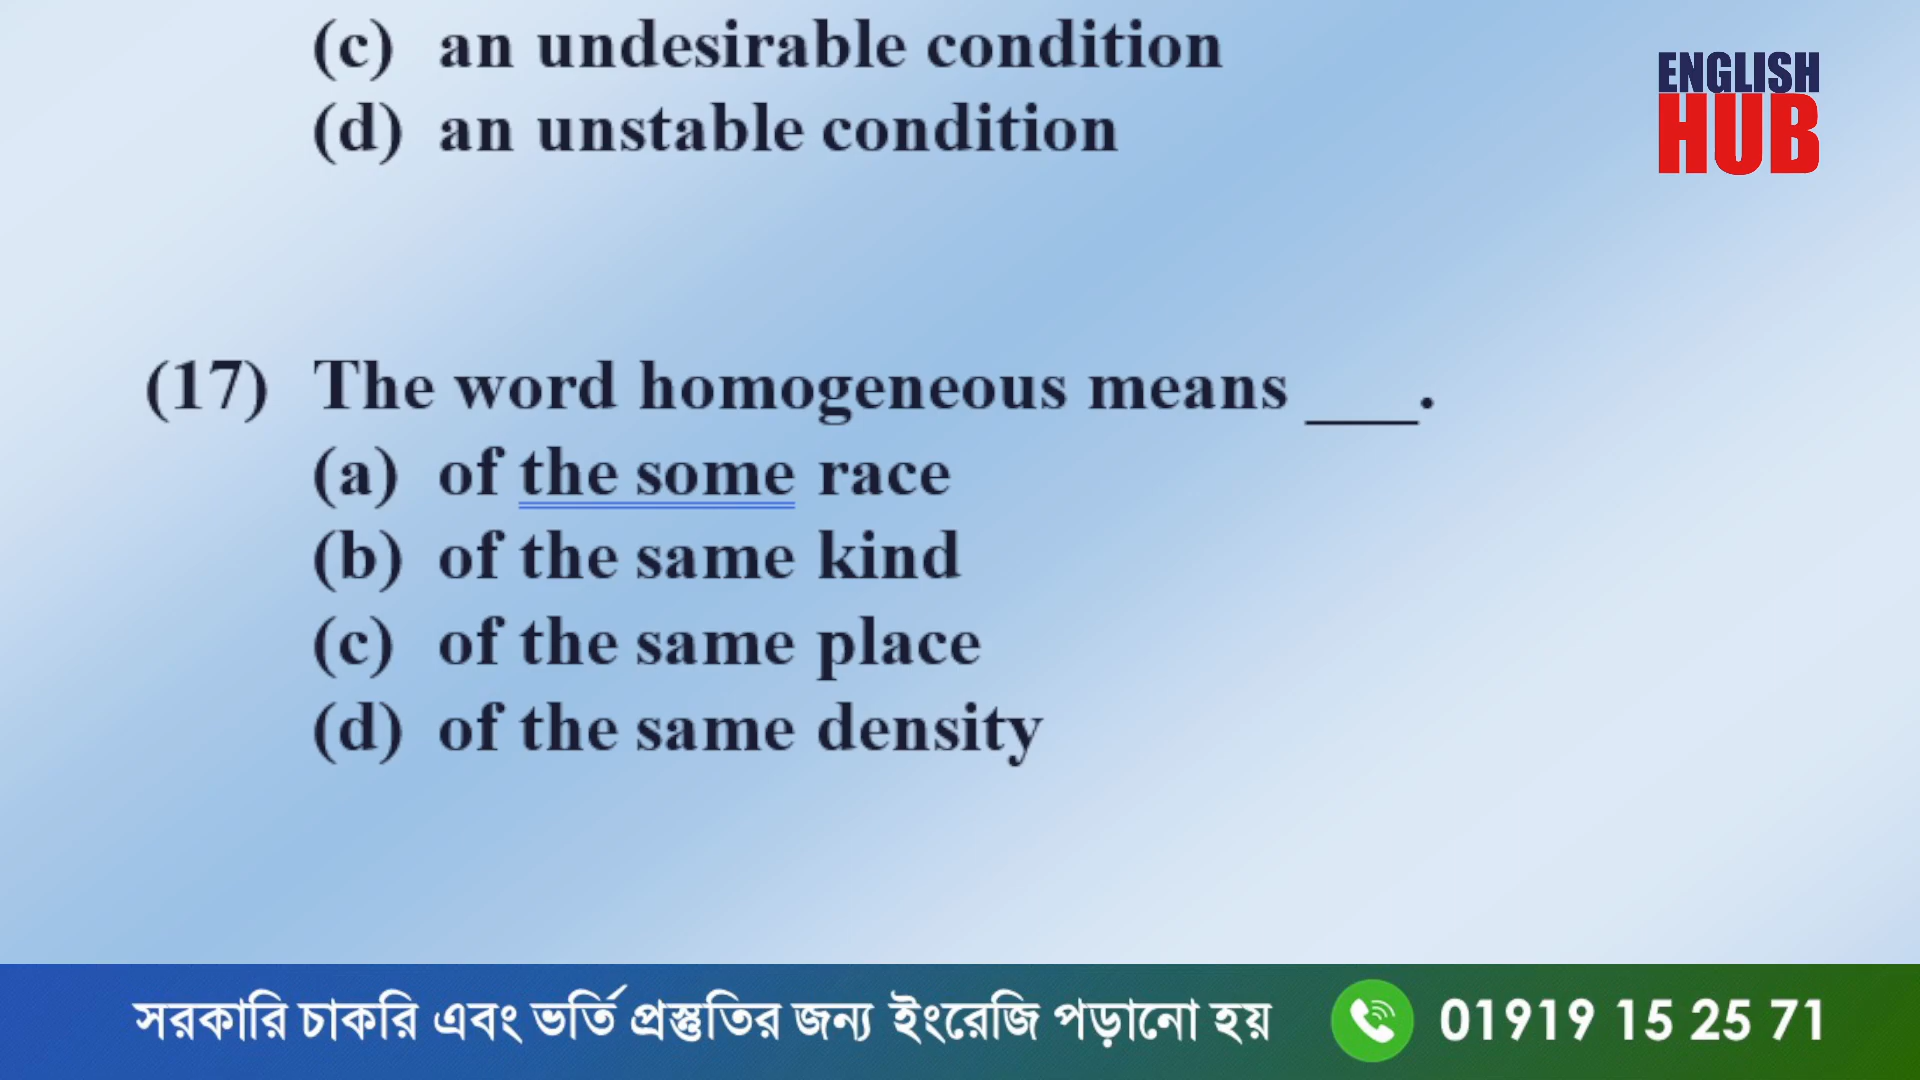 (c) an undesirable condition
(d) an unstable condition
ENGLISH
HUB
(17) The word homogeneous means ___.
(a) of the some race
(b) of the same kind
(c) of the same place
(d) of the same density
সরকারি চাকরি এবং ভর্তি প্রস্তুতির জন্য ইংরেজি পড়ানো হয় 01919 15 25 71